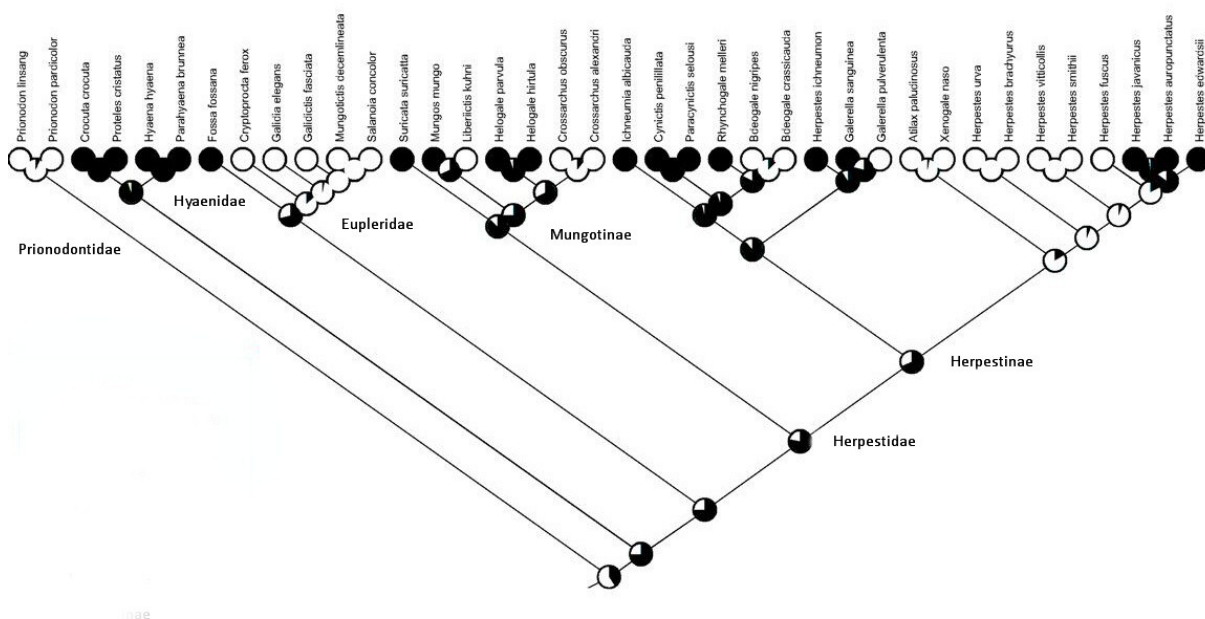 Prionodon linsang
Prionodon pardicolor
Crocuta crocuta
Proteles cristatus
Hyaena hyaena
Parahyaena brunnea
Fossa fossana
Cryptoprocta ferox
Galidia elegans
Galidictis fasciata
Mungotictis decemlineata
Salanoia concolor
Suricata suricatta
Mungos mungo
Liberiictis kuhni
Helogale parvula
Helogale hirtula
Crossarchus obscurus
Crossarchus alexandri
Ichneumia albicauda
Cynictis penilillata
Paracynictis selousi
Rhynchogale melleri
Bdeogale nigripes
Bdeogale crassicauda
Herpestes ichneumon
Galerella sanguinea
Galerella pulverulenta
Atilax paludinosus
Xenogale naso
Herpestes urva
Herpestes brachyurus
Herpestes vitticollis
Herpestes smithii
Herpestes fuscus
Herpestes javanicus
Herpestes auropunctatus
Herpestes edwardsii
Hyaenidae
Eupleridae
Mungotinae
Prionodontidae
Herpestinae
Herpestidae